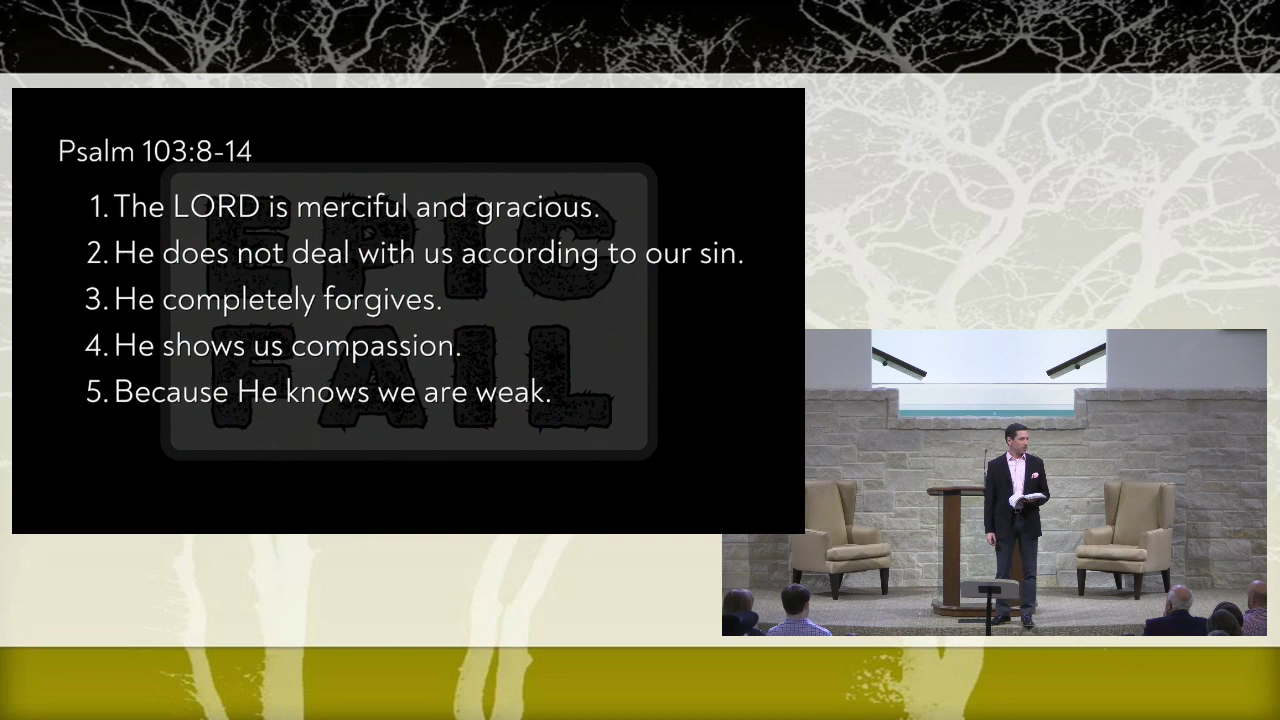 Psalm 103:8-14
1. The LORD is merciful and gracious.
2. He does not deal with us according to our sin.
3. He completely forgives.
4. He shows us compassion.
5. Because He knows we are weak.
EPIC
FAIL